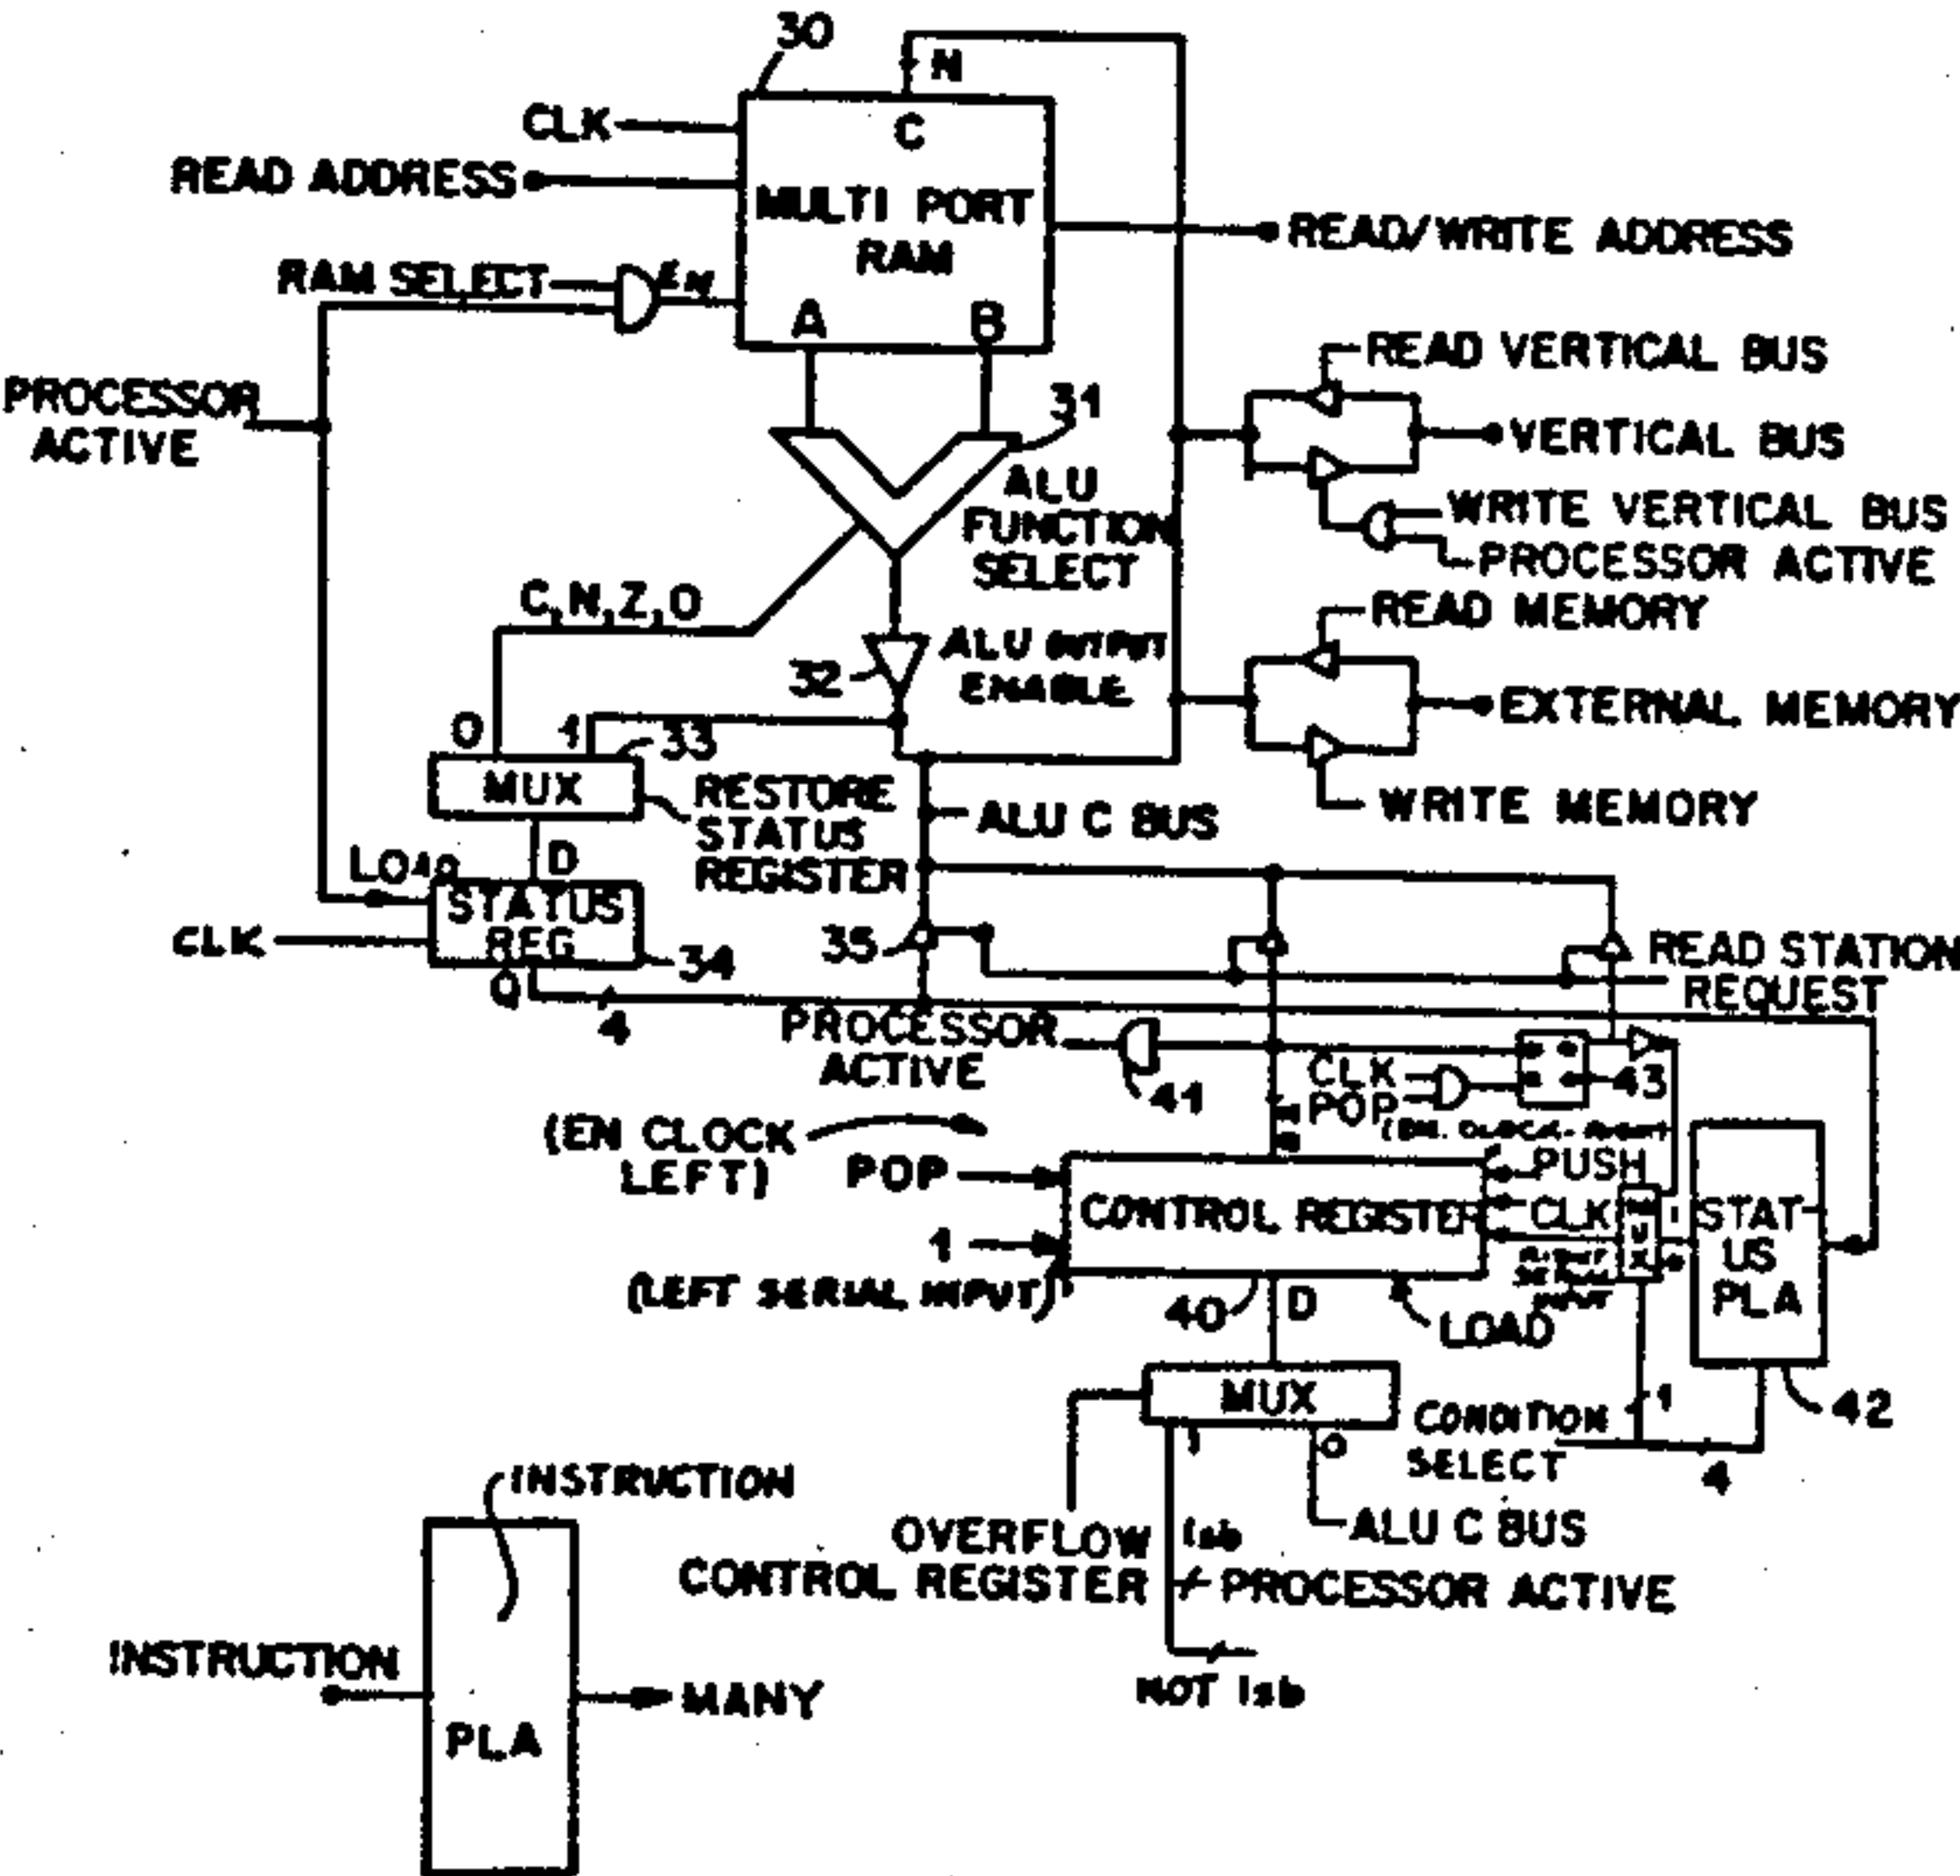 30
N
CLK
C
READ ADDRESS
MULTI PORT
RAM
READ/WRITE ADDRESS
RAM SELECT
EN
A
B
READ VERTICAL BUS
PROCESSOR
ACTIVE
31
VERTICAL BUS
ALU
FUNCTION
SELECT
WRITE VERTICAL BUS
PROCESSOR ACTIVE
C, N, Z, O
READ MEMORY
32
ALU OUTPUT
ENABLE
EXTERNAL MEMORY
0
1
33
MUX
RESTORE
STATUS
REGISTER
WRITE MEMORY
ALU C BUS
LOAD
D
STATUS
REG
CLK
34
35
READ STATION
REQUEST
Q
4
PROCESSOR
ACTIVE
41
CLK
POP
43
(EN CLOCK
LEFT)
POP
PUSH
CONTROL REGISTER
CLK
1
(LEFT SERIAL INPUT)
MUX
STAT-
US
PLA
40
D
LOAD
MUX
1
0
CONDITION
SELECT
1
4
42
INSTRUCTION
OVERFLOW
CONTROL REGISTER
lsb
ALU C BUS
PROCESSOR ACTIVE
INSTRUCTION
NOT lsb
MANY
PLA